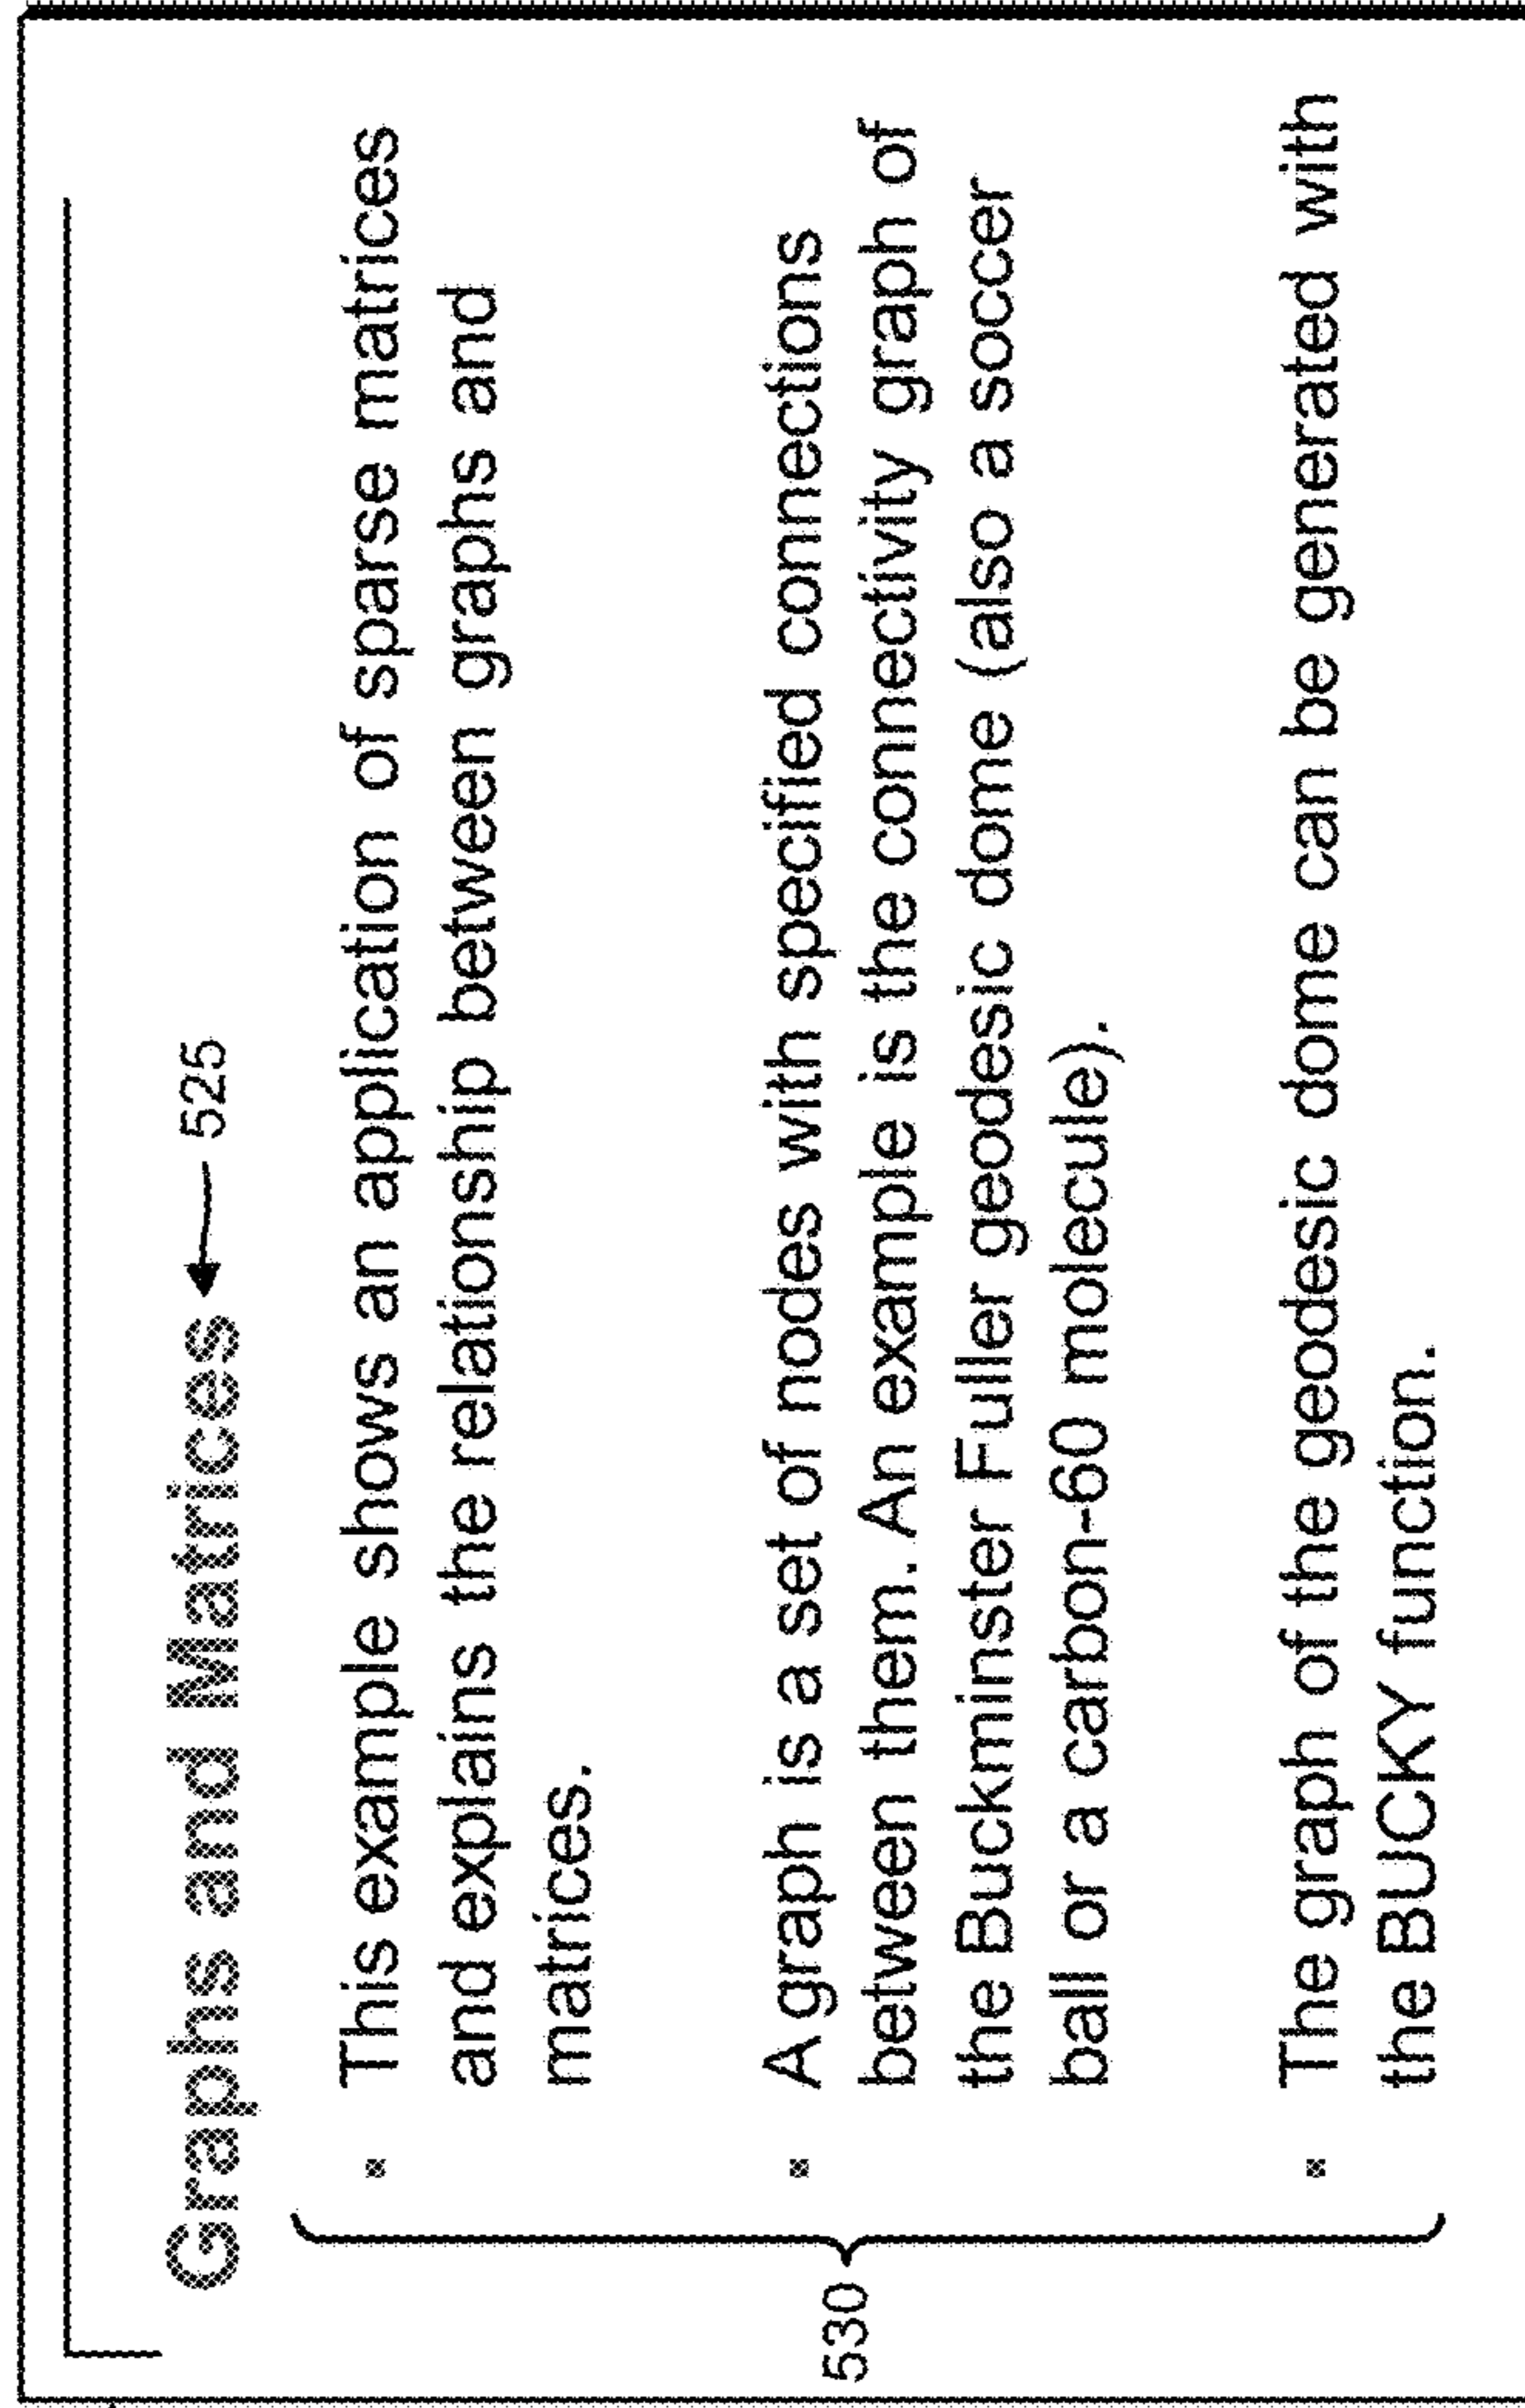 Graphs and Matrices 525
This example shows an application of sparse matrices
and explains the relationship between graphs and
matrices.
530
A graph is a set of nodes with specified connections
between them. An example is the connectivity graph of
the Buckminster Fuller geodesic dome (also a soccer
ball or a carbon-60 molecule).
The graph of the geodesic dome can be generated with
the BUCKY function.